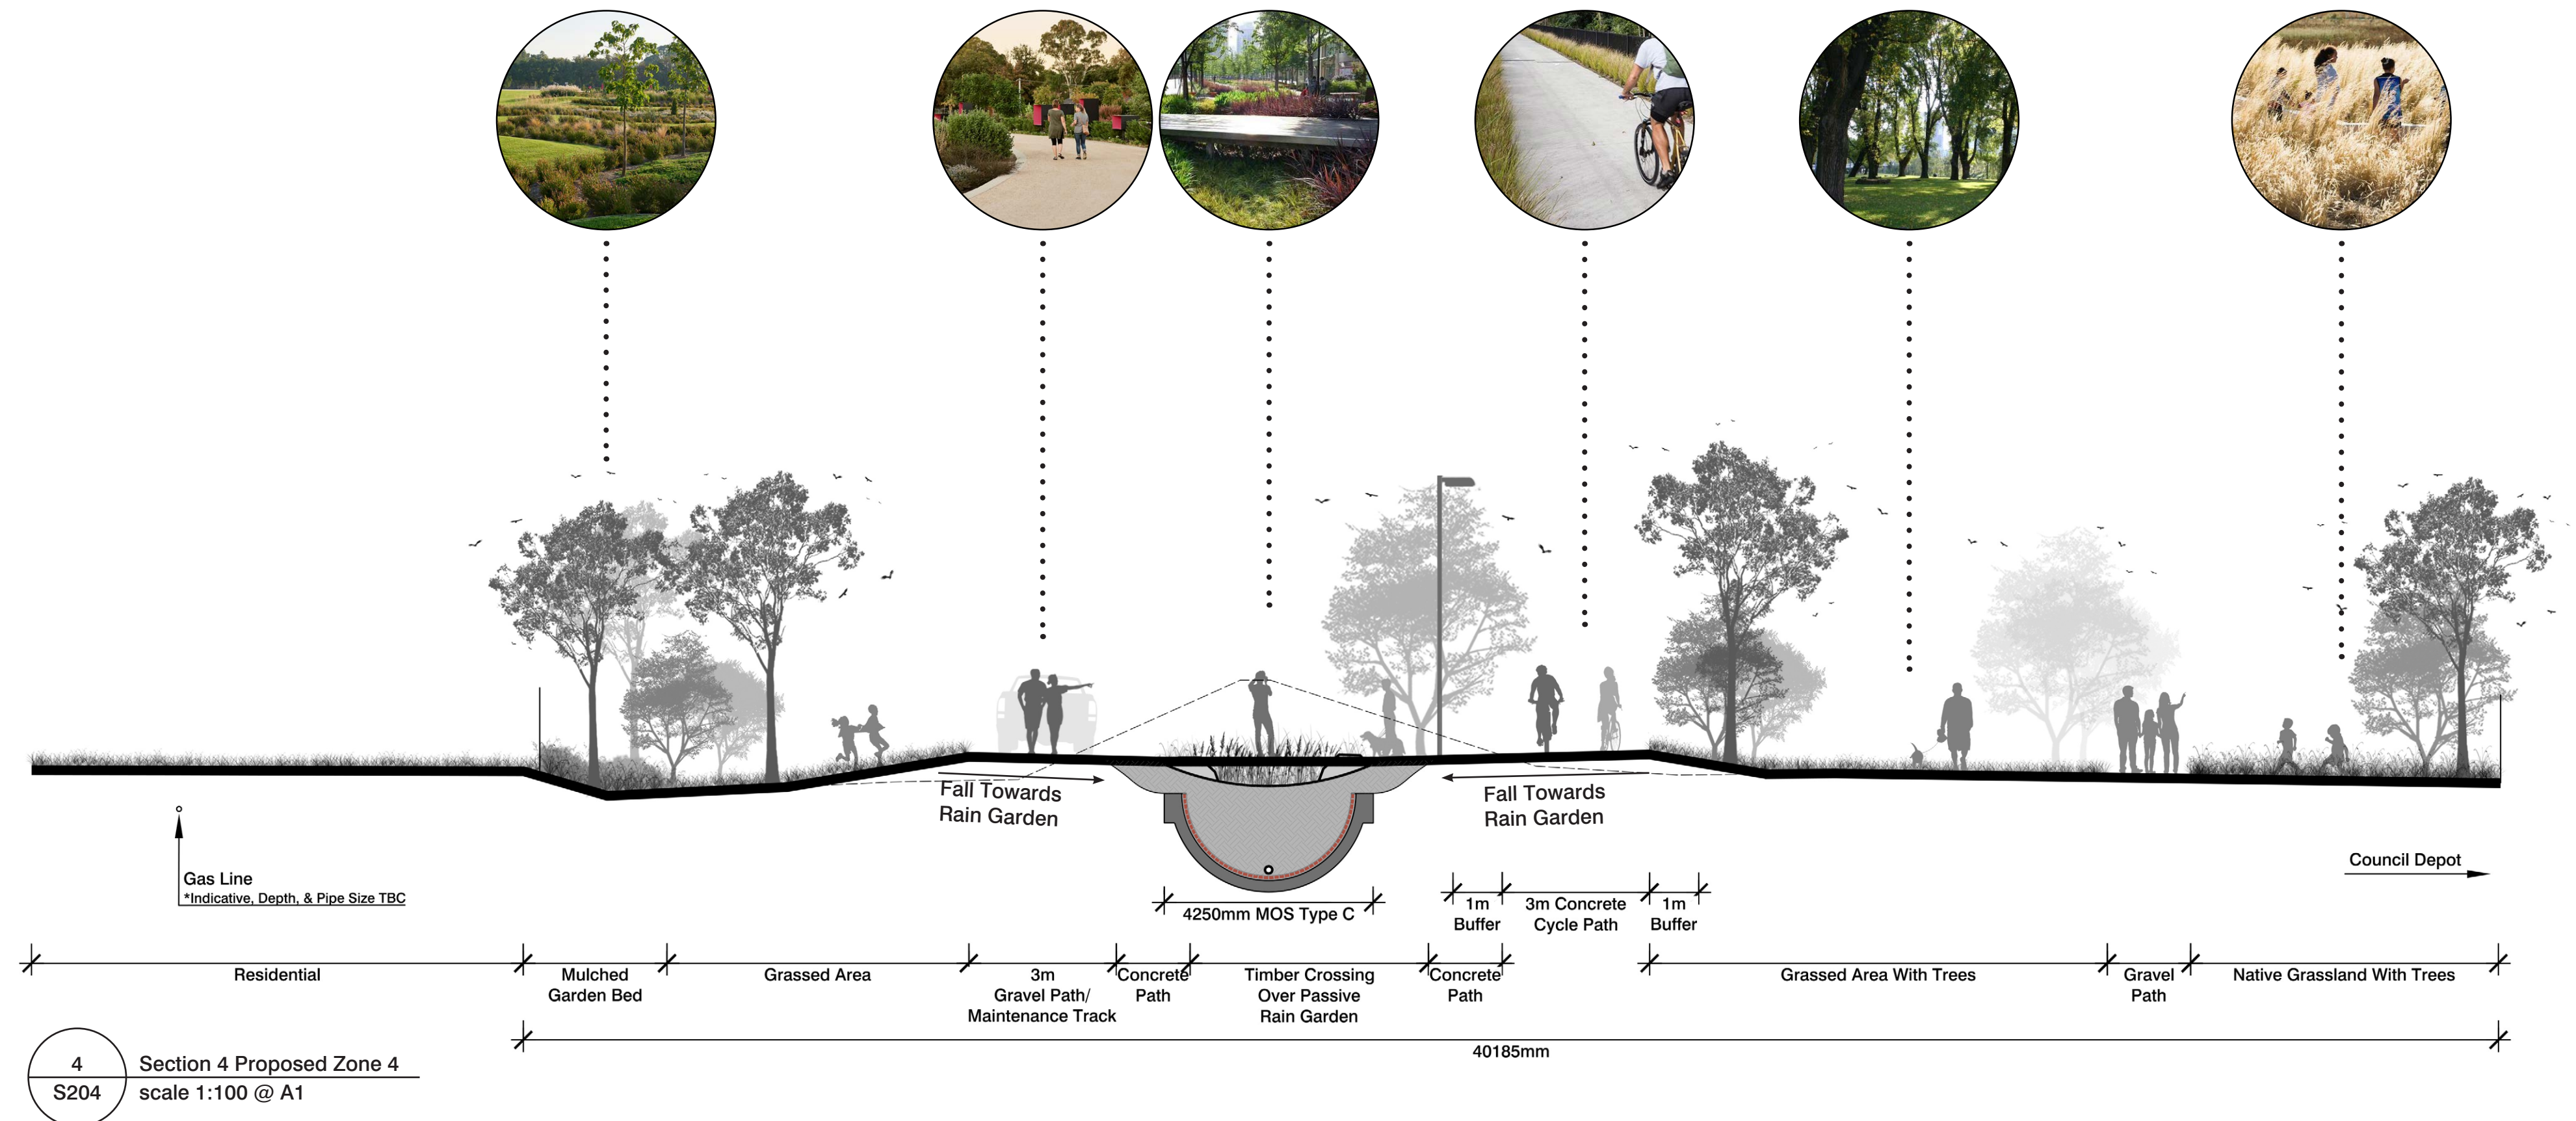 Fall Towards
Rain Garden
Fall Towards
Rain Garden
Gas Line
*Indicative, Depth, & Pipe Size TBC
Council Depot
4250mm MOS Type C
1m
Buffer
3m Concrete
Cycle Path
1m
Buffer
Residential
Mulched
Garden Bed
Grassed Area
3m
Gravel Path/
Maintenance Track
Concrete
Path
Timber Crossing
Over Passive
Rain Garden
Concrete
Path
Grassed Area With Trees
Gravel
Path
Native Grassland With Trees
40185mm
4
S204
Section 4 Proposed Zone 4
scale 1:100 @ A1